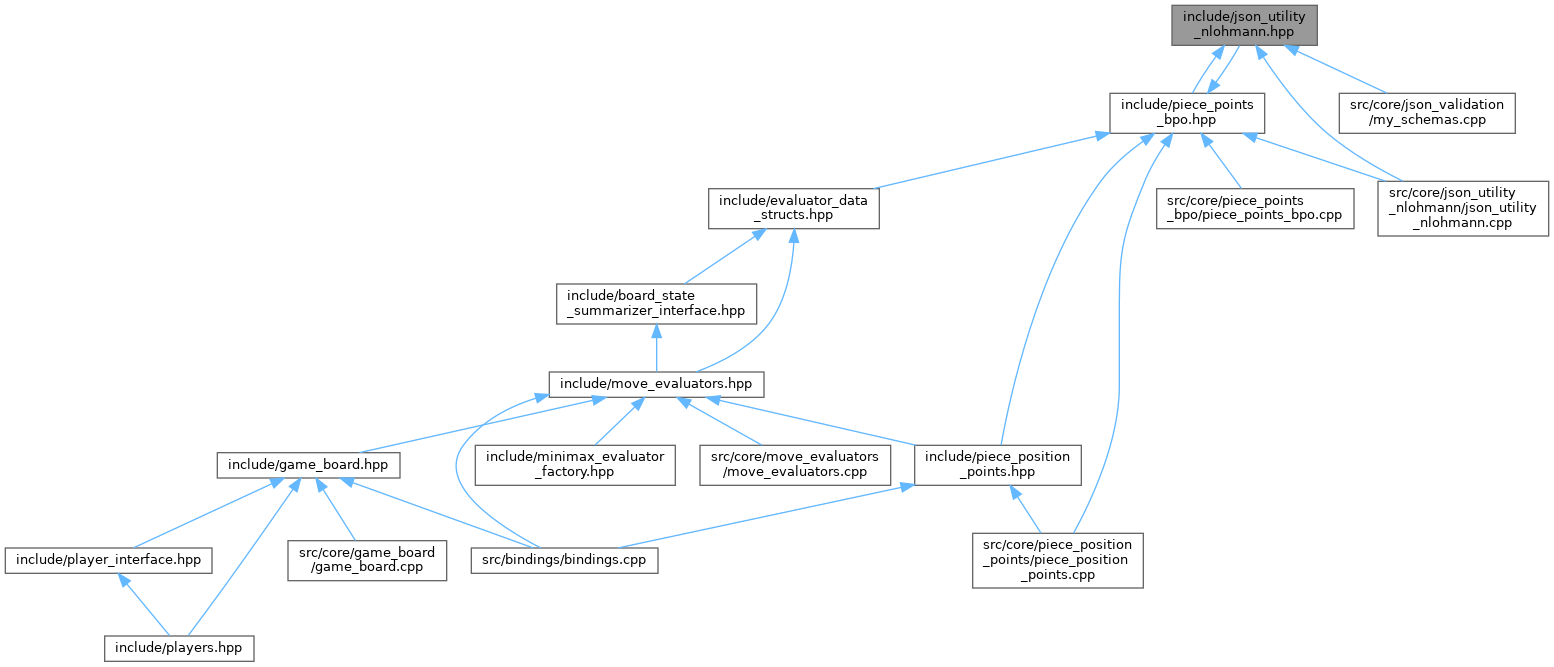 include/json_utility
_nlohmann.hpp
include/piece_points
_bpo.hpp
src/core/json_validation
/my_schemas.cpp
include/evaluator_data
_structs.hpp
src/core/piece_points
_bpo/piece_points_bpo.cpp
src/core/json_utility
_nlohmann/json_utility
_nlohmann.cpp
include/board_state
_summarizer_interface.hpp
include/move_evaluators.hpp
include/game_board.hpp
include/minimax_evaluator
_factory.hpp
src/core/move_evaluators
/move_evaluators.cpp
include/piece_position
_points.hpp
include/player_interface.hpp
src/core/game_board
/game_board.cpp
src/bindings/bindings.cpp
src/core/piece_position
_points/piece_position
_points.cpp
include/players.hpp